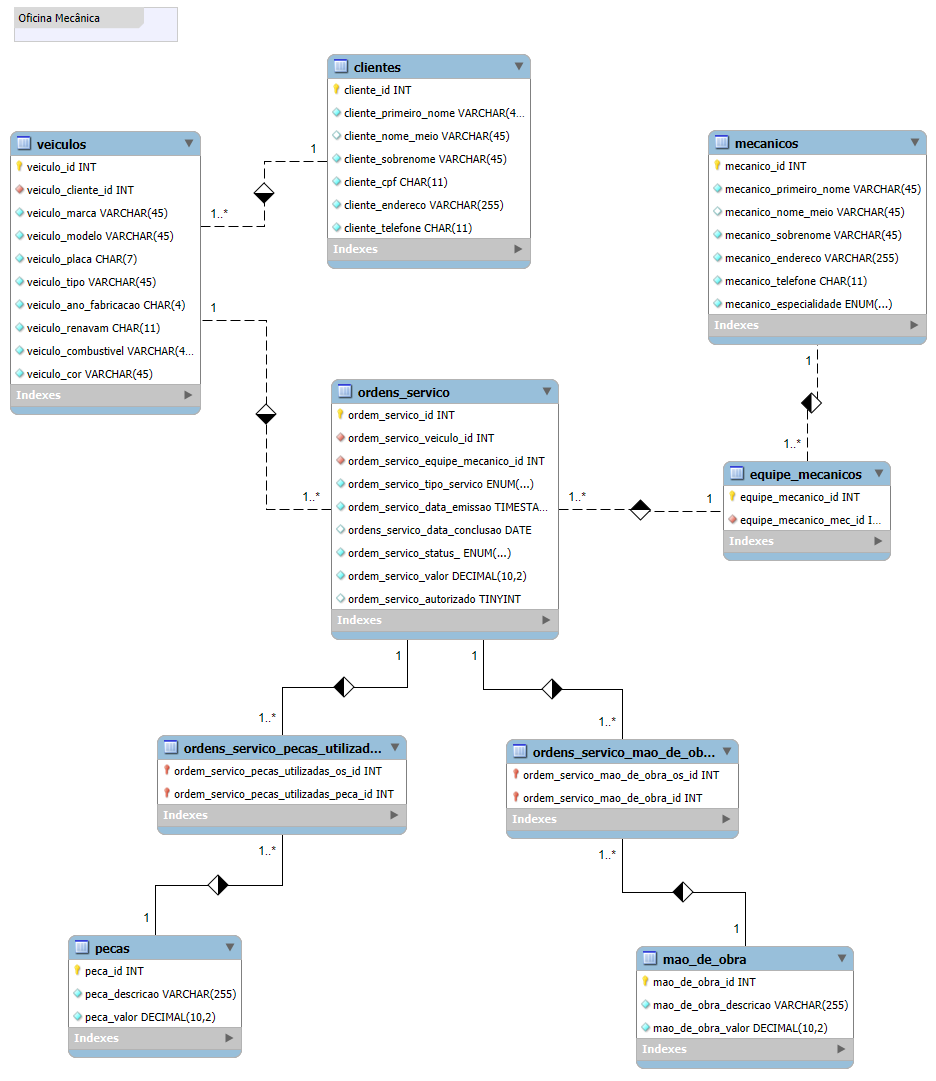 Oficina Mecânica
clientes
cliente_id INT
cliente_primeiro_nome VARCHAR(4...
cliente_nome_meio VARCHAR(45)
cliente_sobrenome VARCHAR(45)
cliente_cpf CHAR(11)
cliente_endereco VARCHAR(255)
cliente_telefone CHAR(11)
Indexes
1
1..*
veiculos
veiculo_id INT
veiculo_cliente_id INT
veiculo_marca VARCHAR(45)
veiculo_modelo VARCHAR(45)
veiculo_placa CHAR(7)
veiculo_tipo VARCHAR(45)
veiculo_ano_fabricacao CHAR(4)
veiculo_renavam CHAR(11)
veiculo_combustivel VARCHAR(4...
veiculo_cor VARCHAR(45)
Indexes
1
1..*
mecanicos
mecanico_id INT
mecanico_primeiro_nome VARCHAR(45)
mecanico_nome_meio VARCHAR(45)
mecanico_sobrenome VARCHAR(45)
mecanico_endereco VARCHAR(255)
mecanico_telefone CHAR(11)
mecanico_especialidade ENUM(...)
Indexes
1
1..*
ordens_servico
ordem_servico_id INT
ordem_servico_veiculo_id INT
ordem_servico_equipe_mecanico_id INT
ordem_servico_tipo_servico ENUM(...)
ordem_servico_data_emissao TIMESTA...
ordens_servico_data_conclusao DATE
ordem_servico_status_ ENUM(...)
ordem_servico_valor DECIMAL(10,2)
ordem_servico_autorizado TINYINT
Indexes
1..*
1
equipe_mecanicos
equipe_mecanico_id INT
equipe_mecanico_mec_id I...
Indexes
1
1
1..*
1..*
ordens_servico_pecas_utilizad...
ordem_servico_pecas_utilizadas_os_id INT
ordem_servico_pecas_utilizadas_peca_id INT
Indexes
1..*
1
ordens_servico_mao_de_ob...
ordem_servico_mao_de_obra_os_id INT
ordem_servico_mao_de_obra_id INT
Indexes
1..*
1
pecas
peca_id INT
peca_descricao VARCHAR(255)
peca_valor DECIMAL(10,2)
Indexes
mao_de_obra
mao_de_obra_id INT
mao_de_obra_descricao VARCHAR(255)
mao_de_obra_valor DECIMAL(10,2)
Indexes